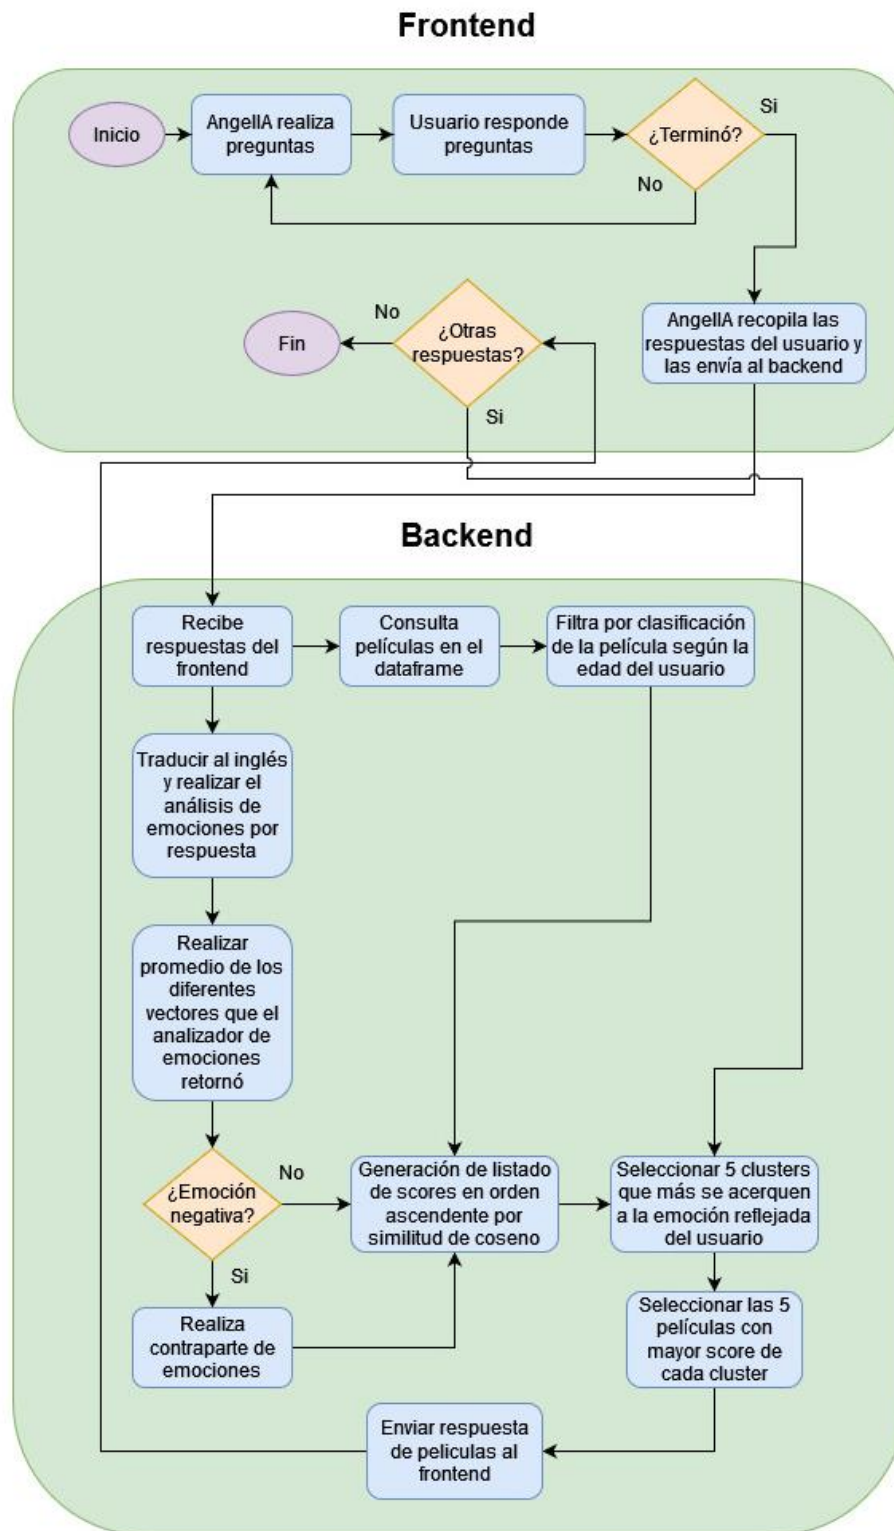 Frontend
Inicio
AngelIA realiza
preguntas
Usuario responde
preguntas
¿Terminó?
Si
No
AngelIA recopila las
respuestas del usuario y
las envía al backend
¿Otras
respuestas?
No
Fin
Si
Backend
Recibe
respuestas del
frontend
Consulta
películas en el
dataframe
Filtra por clasificación
de la película según la
edad del usuario
Traducir al inglés
y realizar el
análisis de
emociones por
respuesta
Realizar
promedio de los
diferentes
vectores que el
analizador de
emociones
retornó
¿Emoción
negativa?
No
Si
Generación de listado
de scores en orden
ascendente por
similitud de coseno
Seleccionar 5 clusters
que más se acerquen
a la emoción reflejada
del usuario
Realiza
contraparte de
emociones
Seleccionar las 5
películas con
mayor score de
cada cluster
Enviar respuesta
de peliculas al
frontend